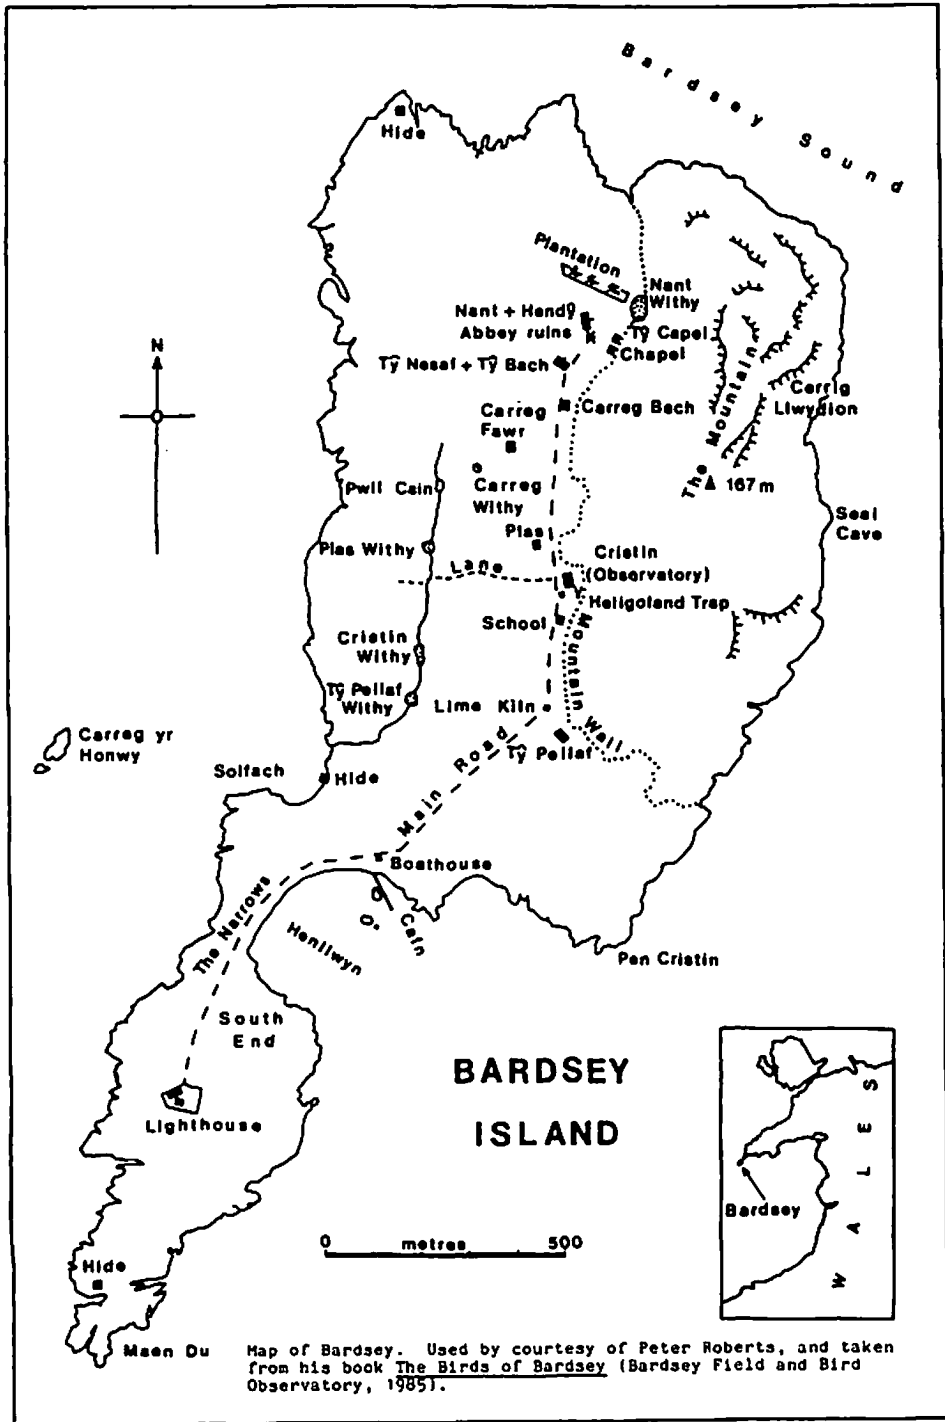 Bardsey Sound
Hide
Plantation
Nant
Withy
Nant + Hendy
Abbey ruins
Tŷ Capel
Chapel
Tŷ Nesaf + Tŷ Bach
N
Carreg
Fawr
Carreg Bach
The Mountain
Carrig
Llwydion
167m
Pwll Cain
Carreg
Withy
Seal
Cave
Plas
Plas Withy
Cristin
(Observatory)
Lane
Heligoland Trap
School
Mountain Wall
Cristin
Withy
Tŷ Pellaf
Withy
Lime Kiln
Tŷ Pellaf
Carreg yr
Honwy
Solfach
Hide
Main Road
Boathouse
The Narrows
Cafn
Henllwyn
Pen Cristin
South
End
BARDSEY
ISLAND
Lighthouse
WALES
Bardsey
0 metres 500
Hide
Maen Du
Map of Bardsey. Used by courtesy of Peter Roberts, and taken
from his book The Birds of Bardsey (Bardsey Field and Bird
Observatory, 1985).